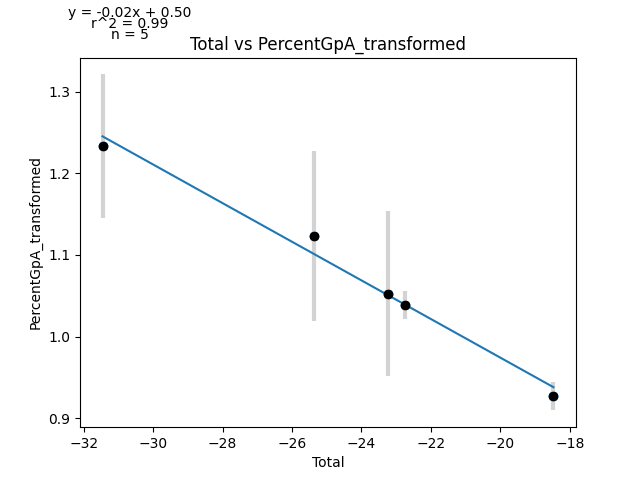 y = -0.02x + 0.50
r^2 = 0.99
n = 5
Total vs PercentGpA_transformed
PercentGpA_transformed
1.3
1.2
1.1
1.0
0.9
−32
−30
−28
−26
−24
−22
−20
−18
Total